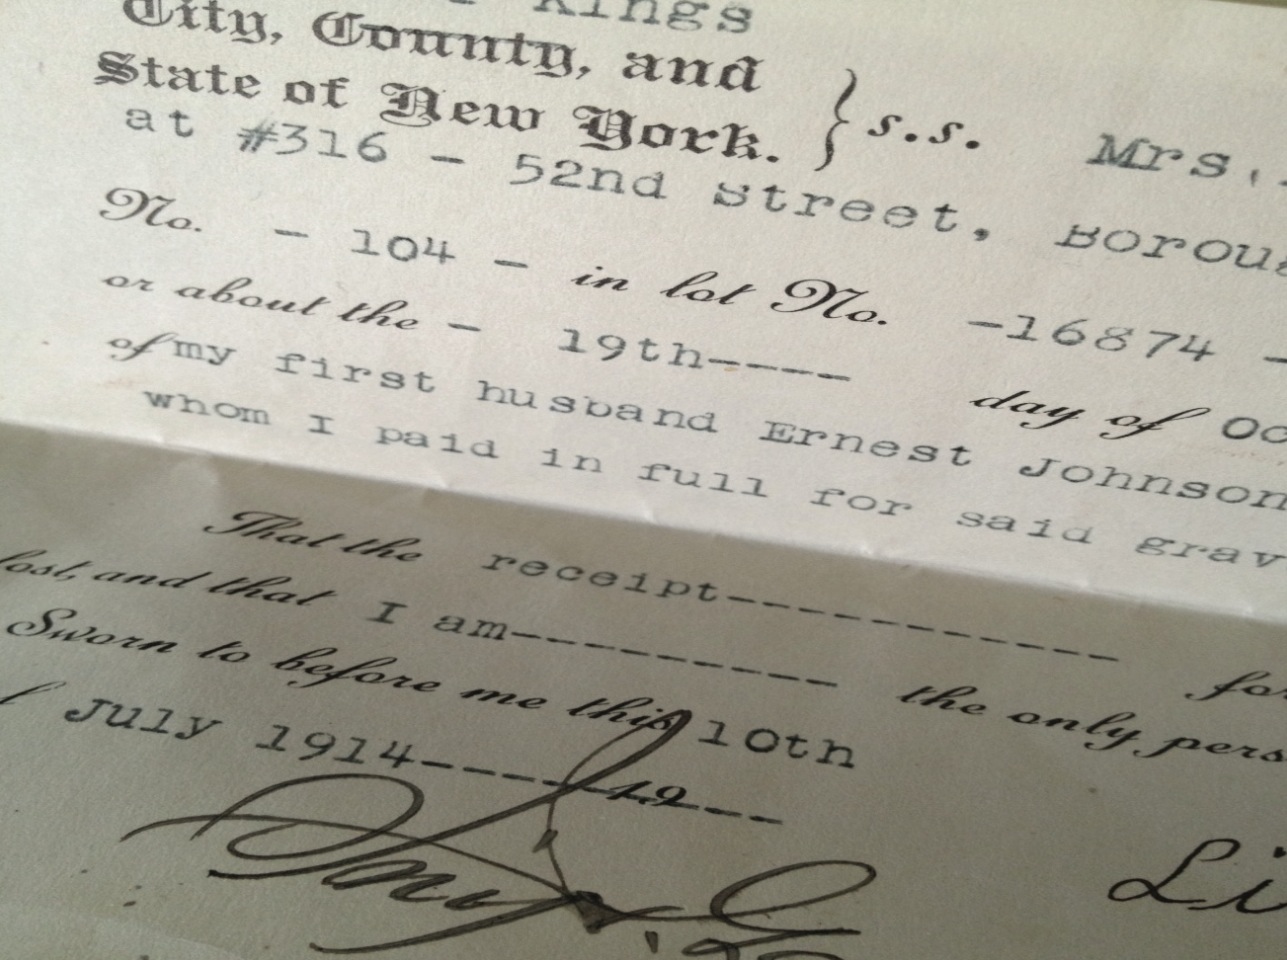 Kings
City, County, and
State of New York. } s.s. Mrs.
at #316 - 52nd street, Borou
No. - 104 - in lot No. -16874 -
or about the - 19th---- day of Oc
of my first husband Ernest Johnson
whom I paid in full for said grav
That the receipt-------------- for
lost, and that I am----------- the only pers
Sworn to before me this 10th
July 1914------19---
Li